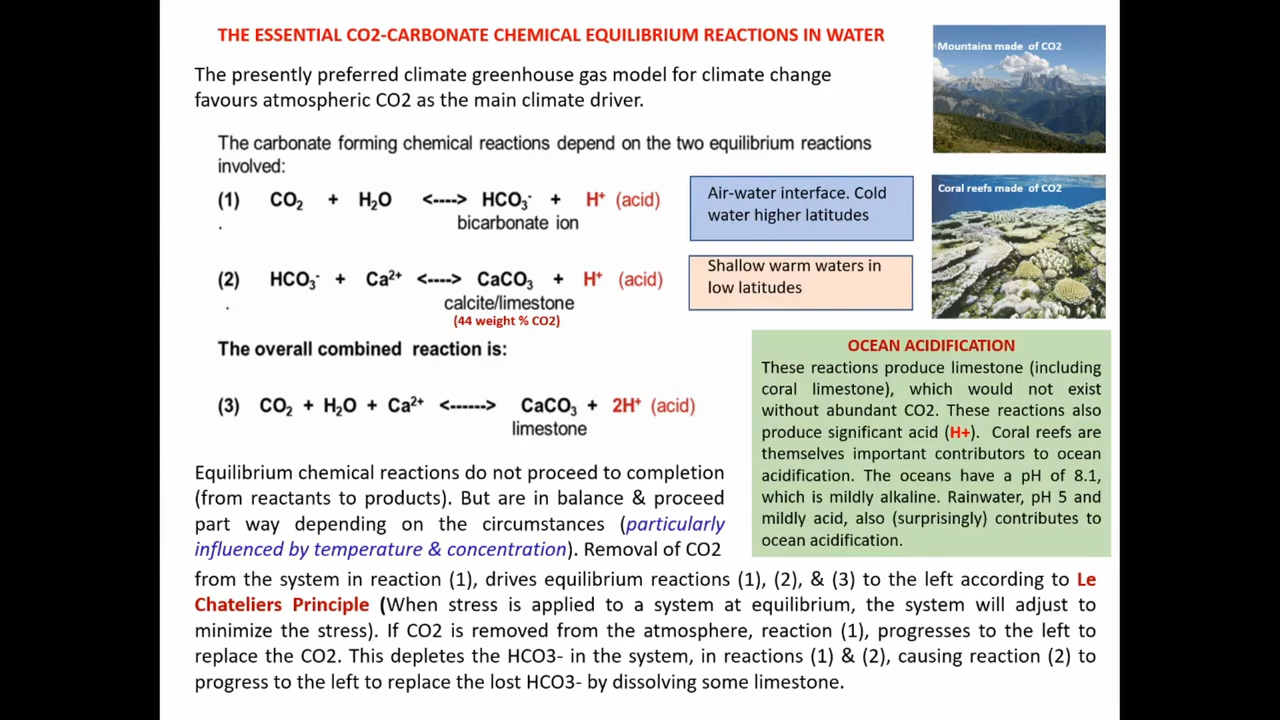 THE ESSENTIAL CO2-CARBONATE CHEMICAL EQUILIBRIUM REACTIONS IN WATER
The presently preferred climate greenhouse gas model for climate change
favours atmospheric CO2 as the main climate driver.
The carbonate forming chemical reactions depend on the two equilibrium reactions
involved:
(1) CO₂ + H₂O <----> HCO₃⁻ + H⁺ (acid)
. bicarbonate ion
Air-water interface. Cold
water higher latitudes
(2) HCO₃⁻ + Ca²⁺ <----> CaCO₃ + H⁺ (acid)
. calcite/limestone
(44 weight % CO2)
Shallow warm waters in
low latitudes
The overall combined reaction is:
(3) CO₂ + H₂O + Ca²⁺ <------> CaCO₃ + 2H⁺ (acid)
limestone
Mountains made of CO2
Coral reefs made of CO2
OCEAN ACIDIFICATION
These reactions produce limestone (including
coral limestone), which would not exist
without abundant CO2. These reactions also
produce significant acid (H+). Coral reefs are
themselves important contributors to ocean
acidification. The oceans have a pH of 8.1,
which is mildly alkaline. Rainwater, pH 5 and
mildly acid, also (surprisingly) contributes to
ocean acidification.
Equilibrium chemical reactions do not proceed to completion
(from reactants to products). But are in balance & proceed
part way depending on the circumstances (particularly
influenced by temperature & concentration). Removal of CO2
from the system in reaction (1), drives equilibrium reactions (1), (2), & (3) to the left according to Le
Chateliers Principle (When stress is applied to a system at equilibrium, the system will adjust to
minimize the stress). If CO2 is removed from the atmosphere, reaction (1), progresses to the left to
replace the CO2. This depletes the HCO3- in the system, in reactions (1) & (2), causing reaction (2) to
progress to the left to replace the lost HCO3- by dissolving some limestone.